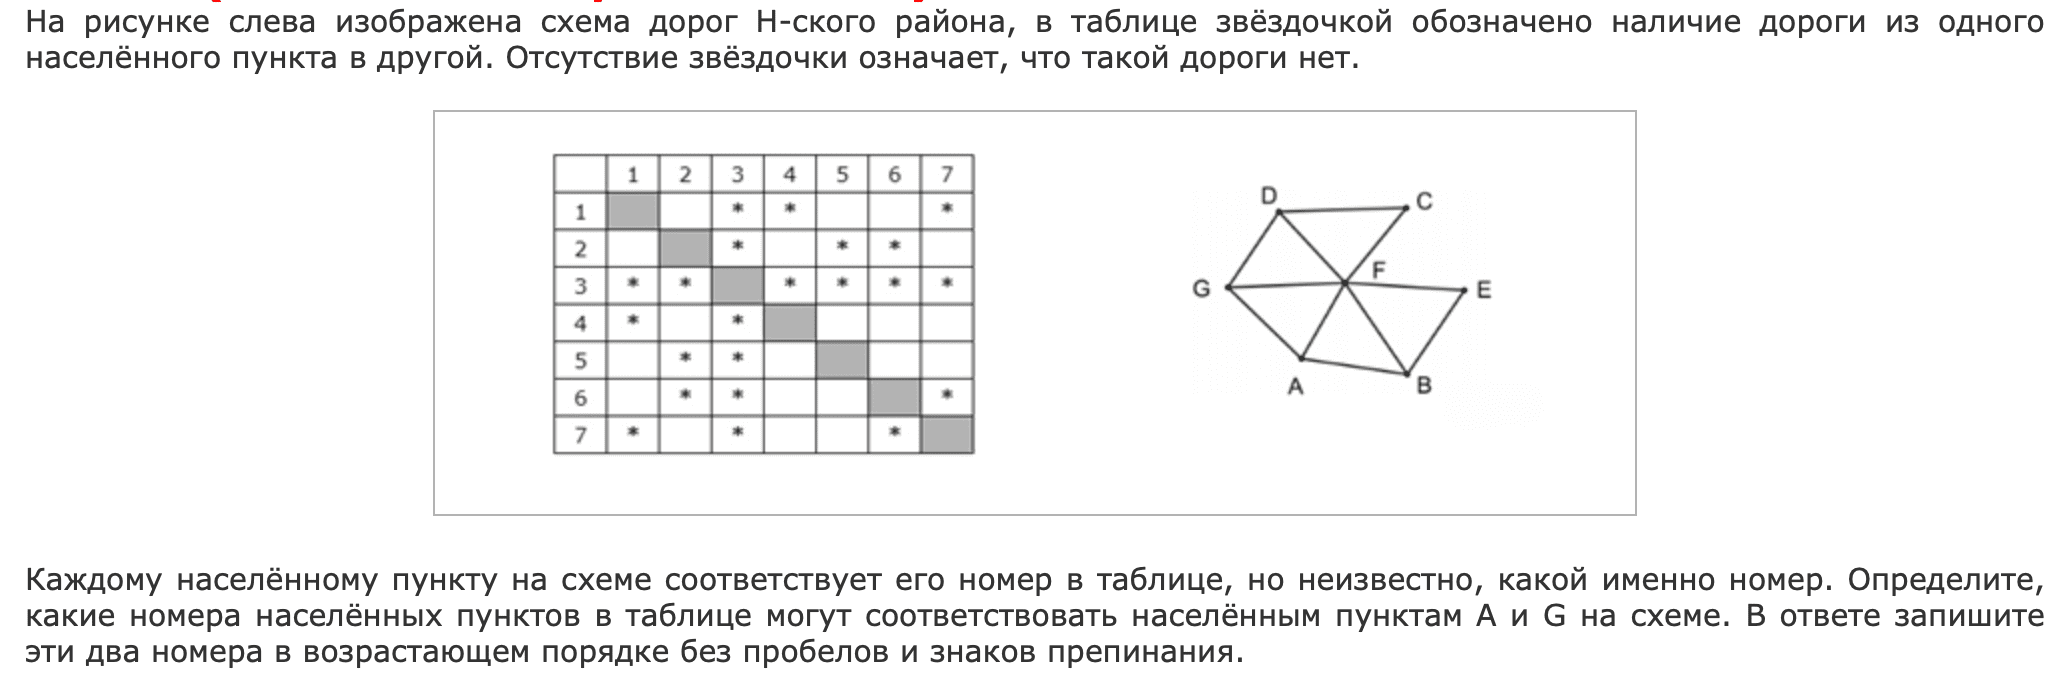 На рисунке слева изображена схема дорог Н-ского района, в таблице звёздочкой обозначено наличие дороги из одного
населённого пункта в другой. Отсутствие звёздочки означает, что такой дороги нет.
1 2 3 4 5 6 7
1 * * *
2 * * *
3 * * * * * *
4 * *
5 * *
6 * * *
7 * * *
D C
F
G E
A B
Каждому населённому пункту на схеме соответствует его номер в таблице, но неизвестно, какой именно номер. Определите,
какие номера населённых пунктов в таблице могут соответствовать населённым пунктам A и G на схеме. В ответе запишите
эти два номера в возрастающем порядке без пробелов и знаков препинания.